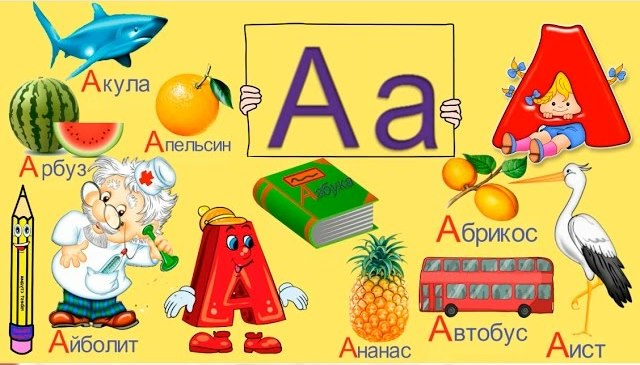 Аа
Акула
Апельсин
Арбуз
Азбука
Абрикос
Айболит
Ананас
Автобус
Аист